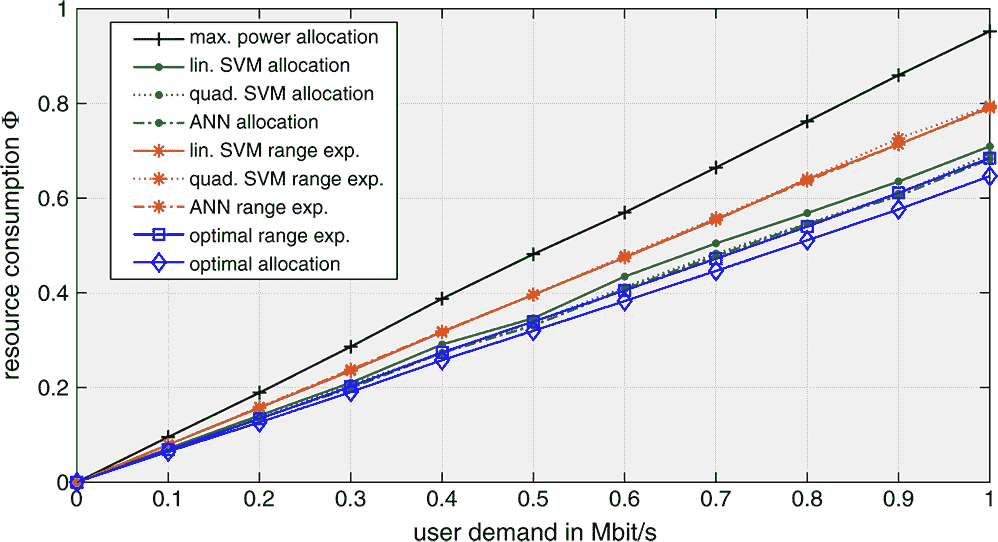 1
max. power allocation
lin. SVM allocation
0.8
quad. SVM allocation
ANN allocation
lin. SVM range exp.
0.6
quad. SVM range exp.
ANN range exp.
optimal range exp.
optimal allocation
0.4
0.2
0
resource consumption Φ
0 0.1 0.2 0.3 0.4 0.5 0.6 0.7 0.8 0.9 1
user demand in Mbit/s